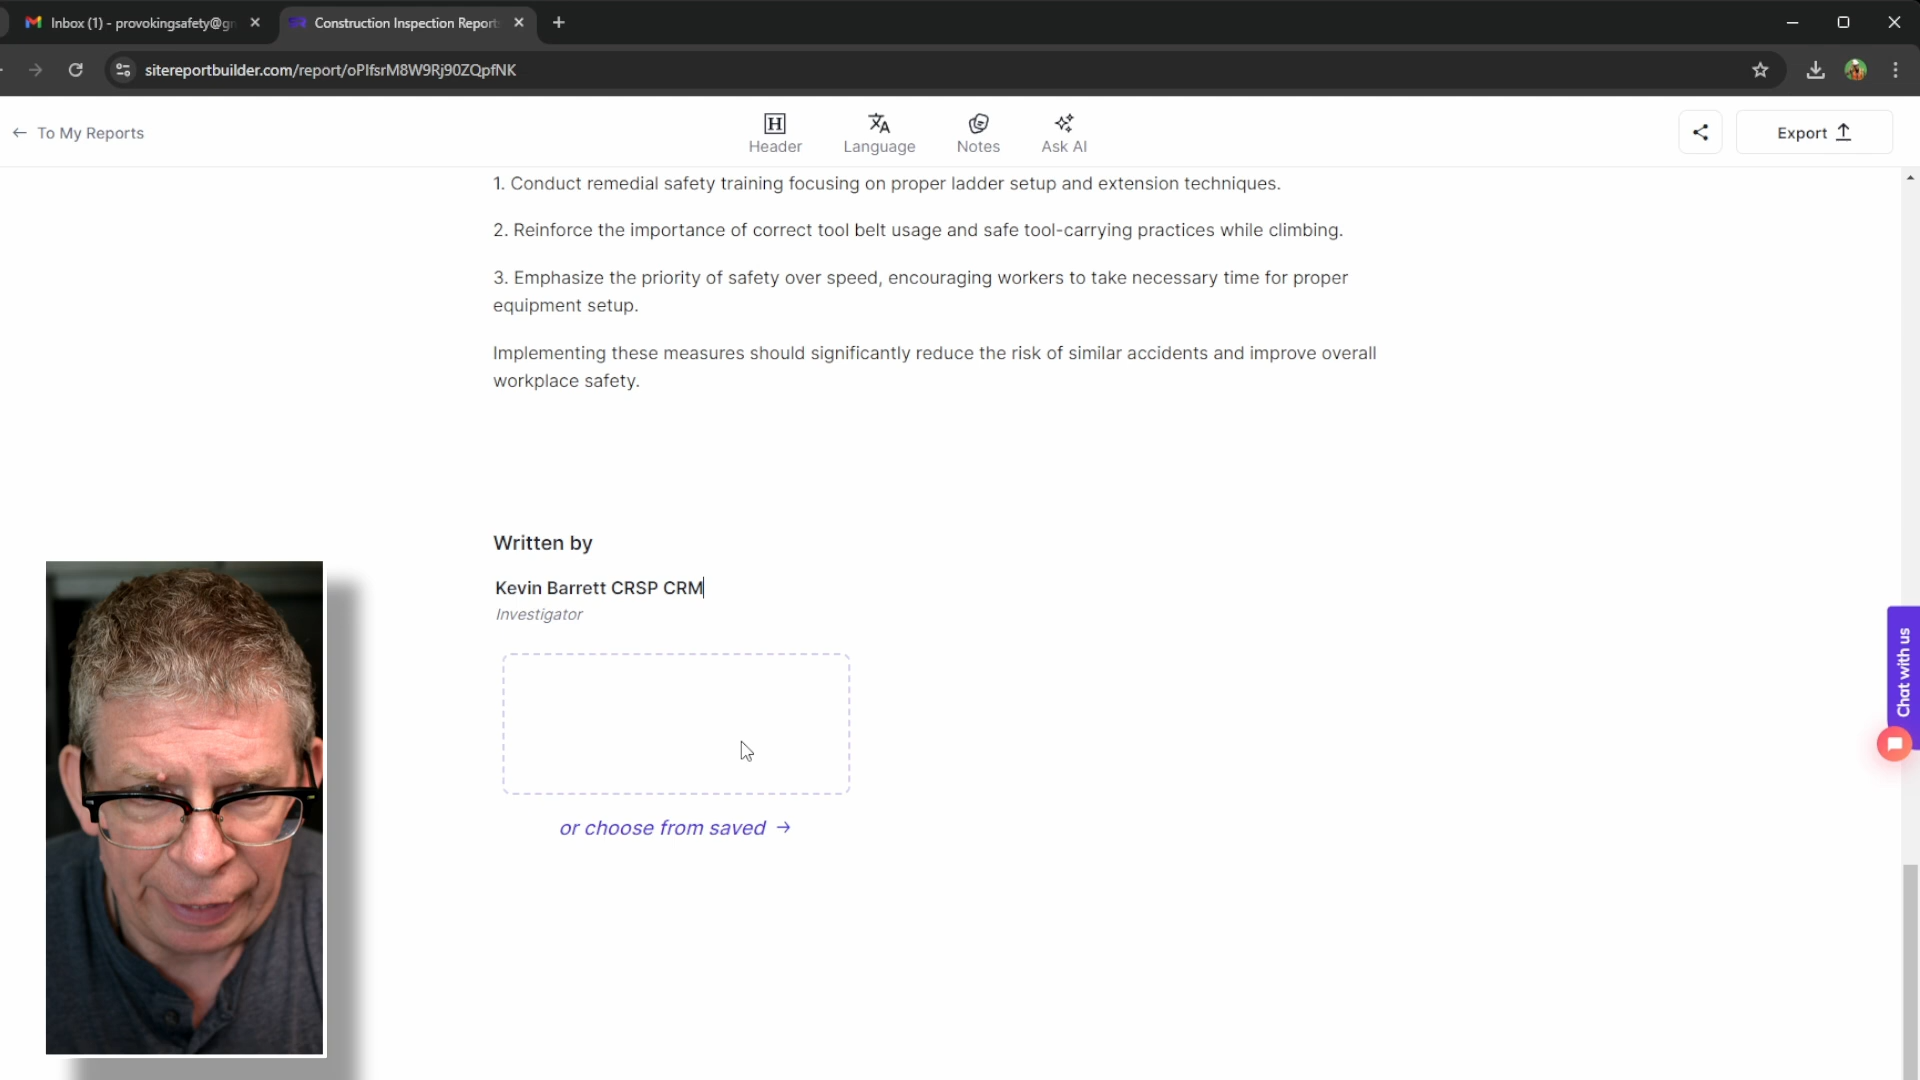 Inbox (1) - provokingsafety@g
Construction Inspection Report
sitereportbuilder.com/report/oPIfsrM8W9Rj90ZQpfNK
To My Reports
Header
Language
Notes
Ask AI
Export
1. Conduct remedial safety training focusing on proper ladder setup and extension techniques.
2. Reinforce the importance of correct tool belt usage and safe tool-carrying practices while climbing.
3. Emphasize the priority of safety over speed, encouraging workers to take necessary time for proper
equipment setup.
Implementing these measures should significantly reduce the risk of similar accidents and improve overall
workplace safety.
Written by
Kevin Barrett CRSP CRM
Investigator
or choose from saved →
Chat with us